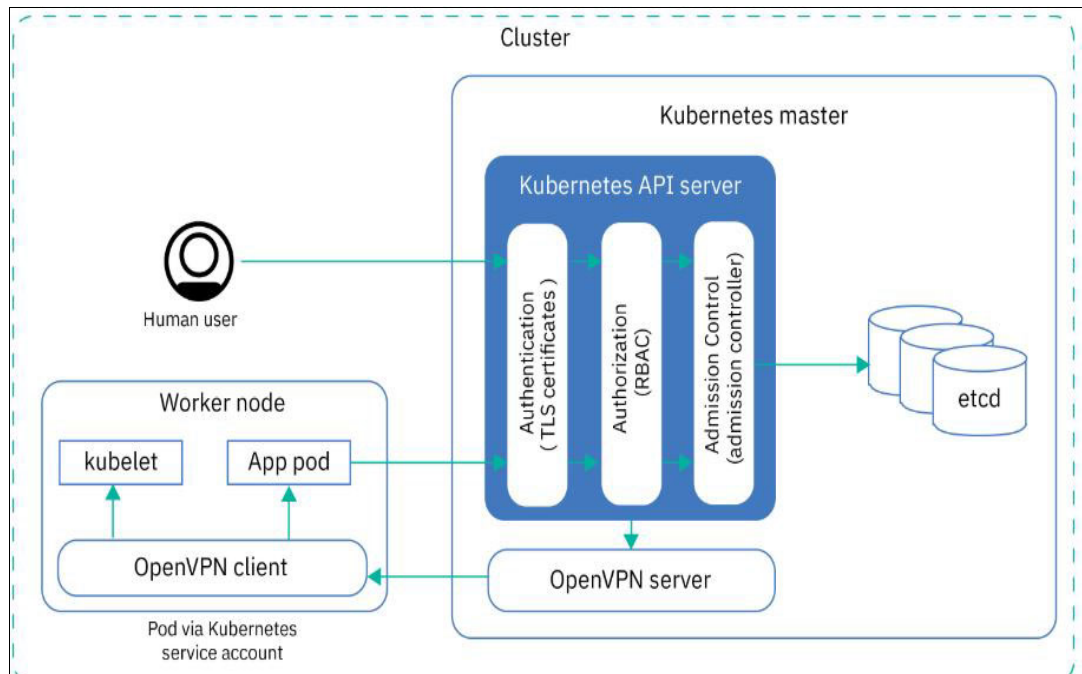 Cluster
Kubernetes master
Kubernetes API server
Authentication
( TLS certificates )
Authorization
(RBAC)
Admission Control
(admission controller)
etcd
Human user
Worker node
kubelet
App pod
OpenVPN client
OpenVPN server
Pod via Kubernetes
service account